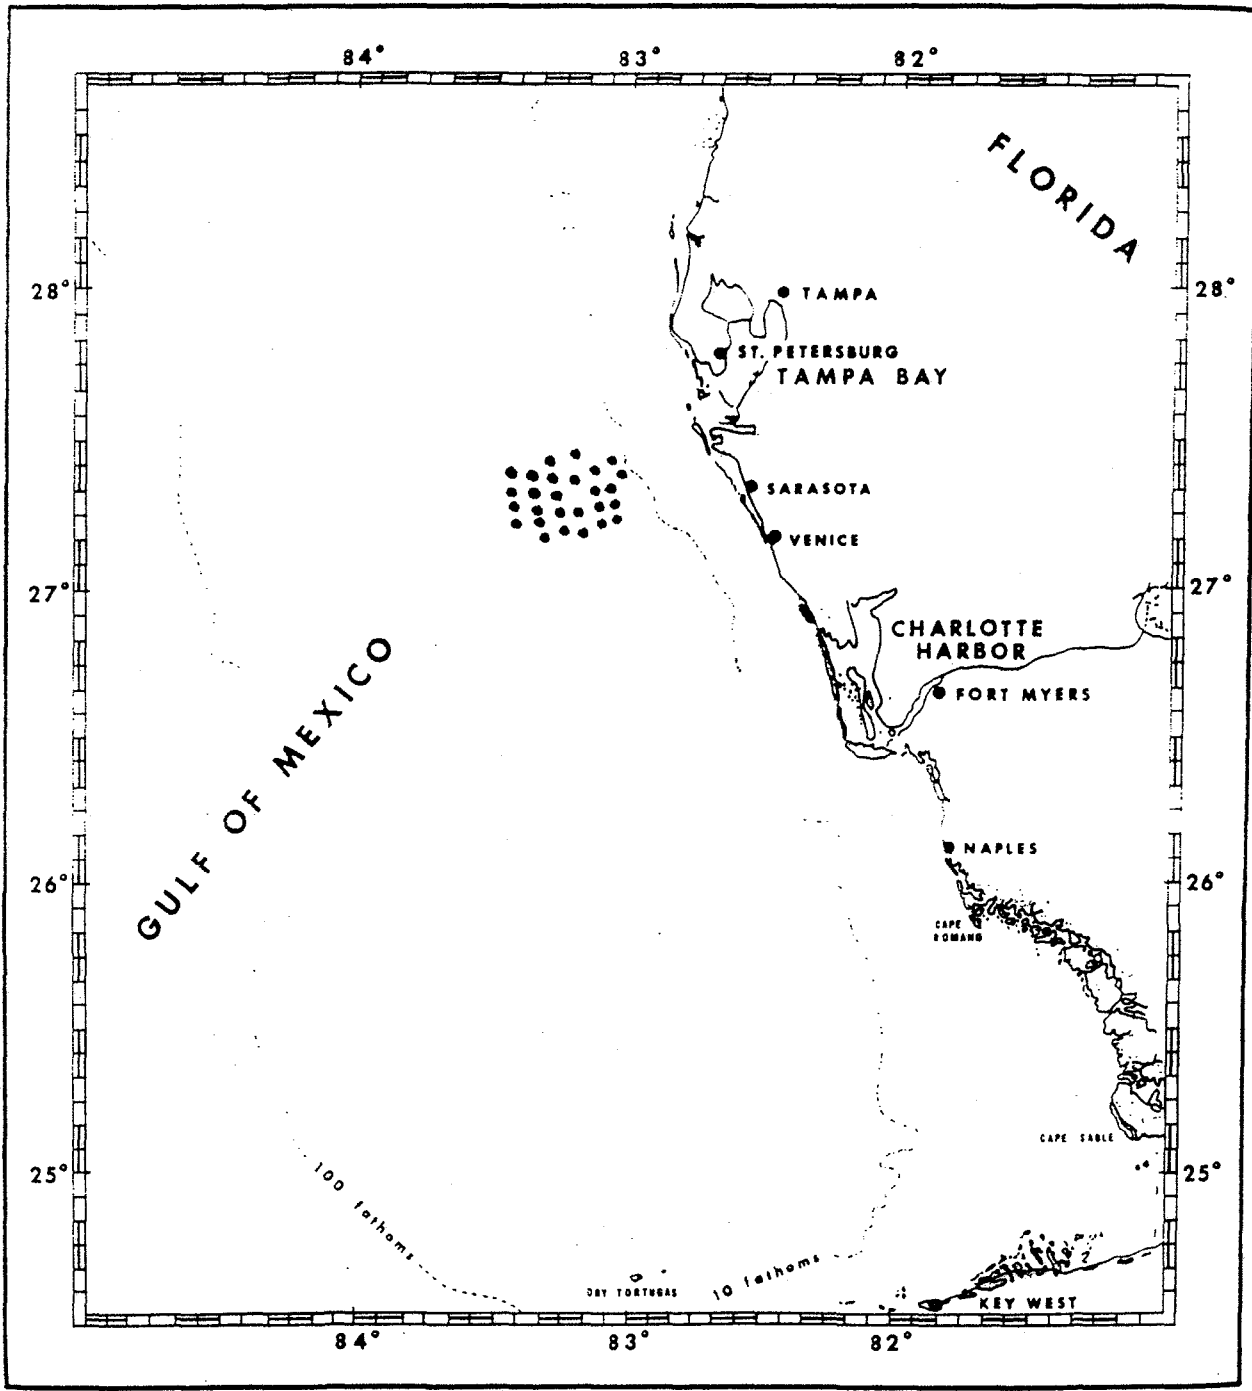 84° 83° 82°
FLORIDA
28° 28°
TAMPA
ST. PETERSBURG
TAMPA BAY
SARASOTA
VENICE
27° 27°
CHARLOTTE
HARBOR
FORT MYERS
GULF OF MEXICO
NAPLES
26° 26°
CAPE
ROMANO
CAPE SABLE
25° 25°
100 fathoms
10 fathoms
DRY TORTUGAS
KEY WEST
84° 83° 82°